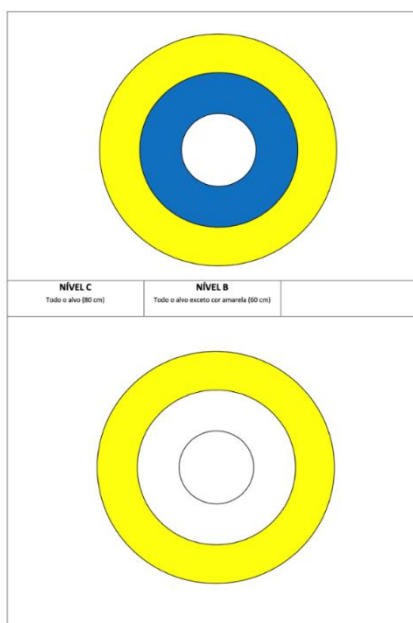 NÍVEL C
Todo o alvo (80 cm)
NÍVEL B
Todo o alvo exceto cor amarela (60 cm)